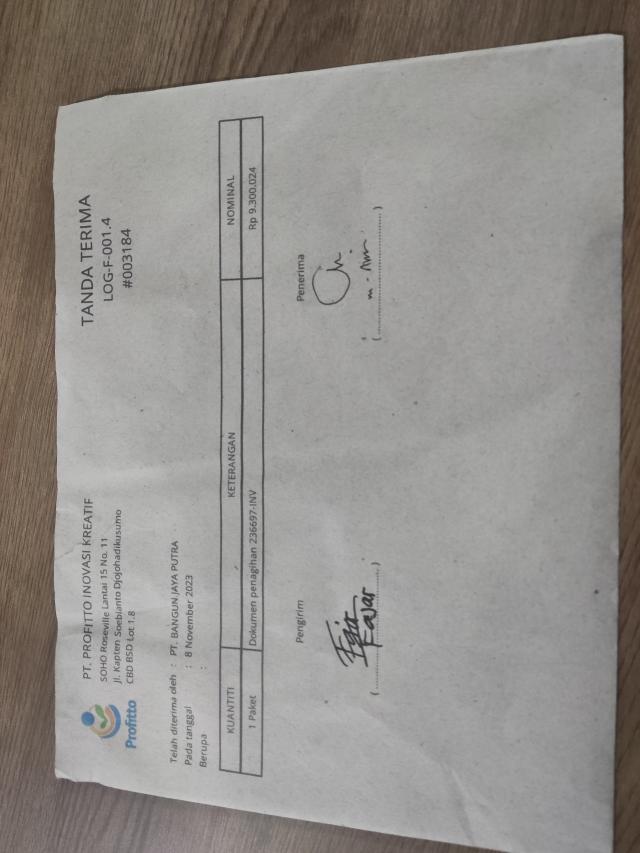 Profitto
PT. PROFITTO INOVASI KREATIF
SOHO Roseville Lantai 15 No. 11
Jl. Kapten Soebianto Djojohadikusumo
CBD BSD Lot 1.8
TANDA TERIMA
LOG-F-001.4
#003184
Telah diterima oleh : PT. BANGUN JAYA PUTRA
Pada tanggal : 8 November 2023
Berupa :
KUANTITI KETERANGAN NOMINAL
1 Paket Dokumen penagihan 236697-INV Rp 9.300.024
Pengirim Penerima
Fajar
(........................) (........................)